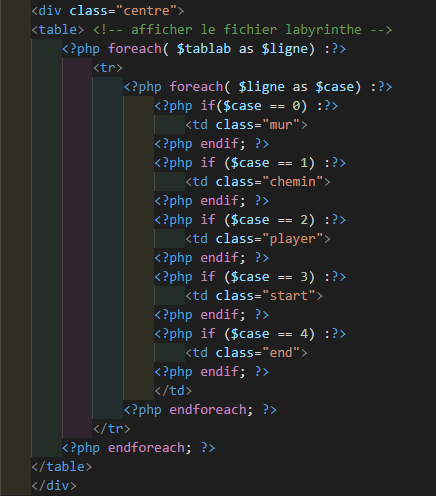 <div class="centre">
<table> <!-- afficher le fichier labyrinthe -->
    <?php foreach( $tablab as $ligne) :?>
        <tr>
            <?php foreach( $ligne as $case) :?>
                <?php if($case == 0) :?>
                    <td class="mur">
                <?php endif; ?>
                <?php if ($case == 1) :?>
                    <td class="chemin">
                <?php endif; ?>
                <?php if ($case == 2) :?>
                    <td class="player">
                <?php endif; ?>
                <?php if ($case == 3) :?>
                    <td class="start">
                <?php endif; ?>
                <?php if ($case == 4) :?>
                    <td class="end">
                <?php endif; ?>
                </td>
            <?php endforeach; ?>
        </tr>
    <?php endforeach; ?>
</table>
</div>